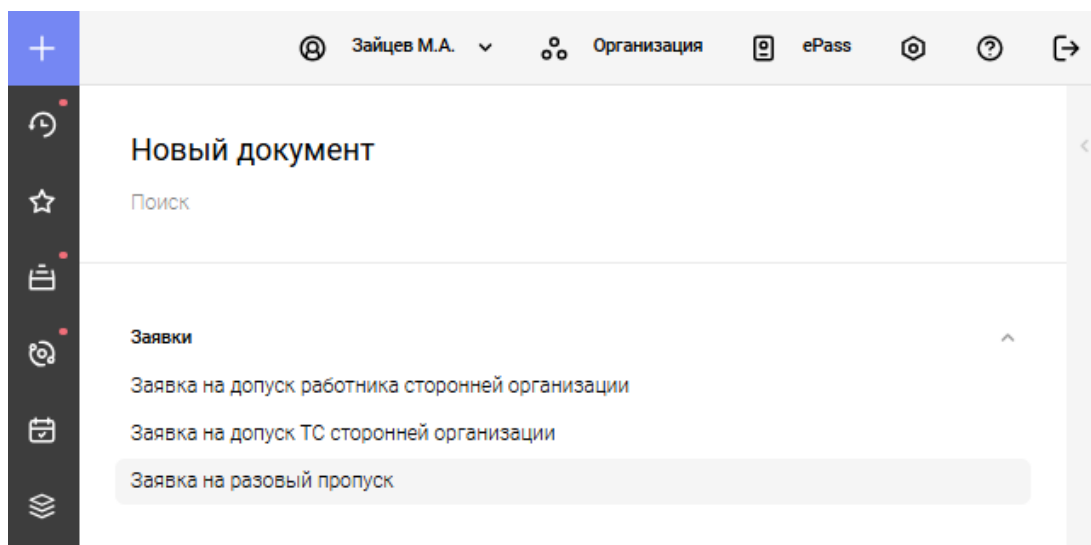 Зайцев М.А. Организация ePass
Новый документ
Поиск
Заявки
Заявка на допуск работника сторонней организации
Заявка на допуск ТС сторонней организации
Заявка на разовый пропуск